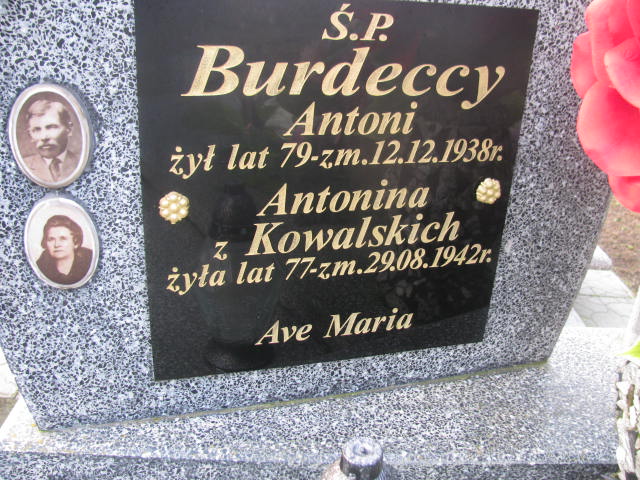 Ś.P.
Burdeccy
Antoni
żył lat 79-zm.12.12.1938r.
Antonina
z Kowalskich
żyła lat 77-zm.29.08.1942r.
Ave Maria